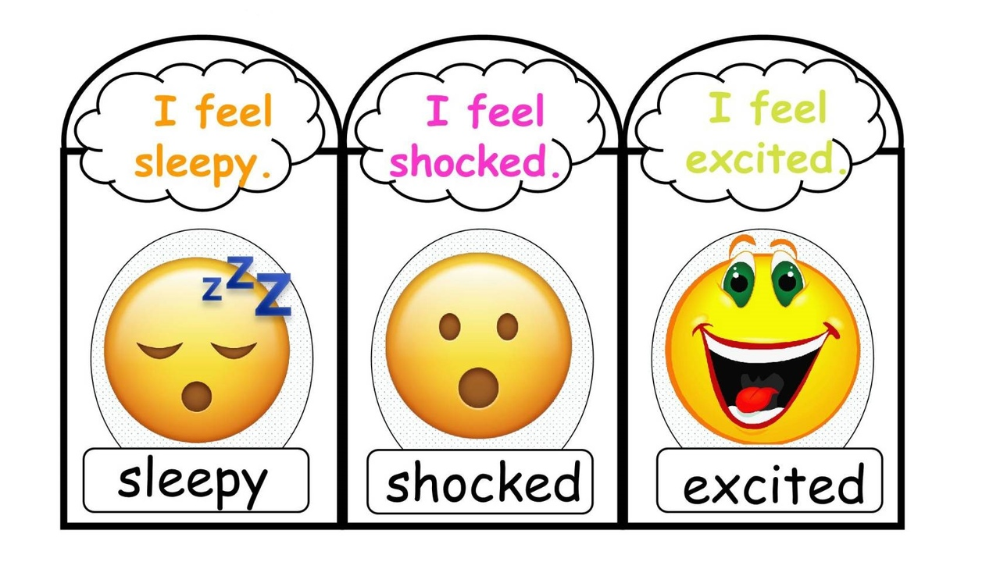 I feel
sleepy.
I feel
shocked.
I feel
excited.
z z Z
sleepy
shocked
excited